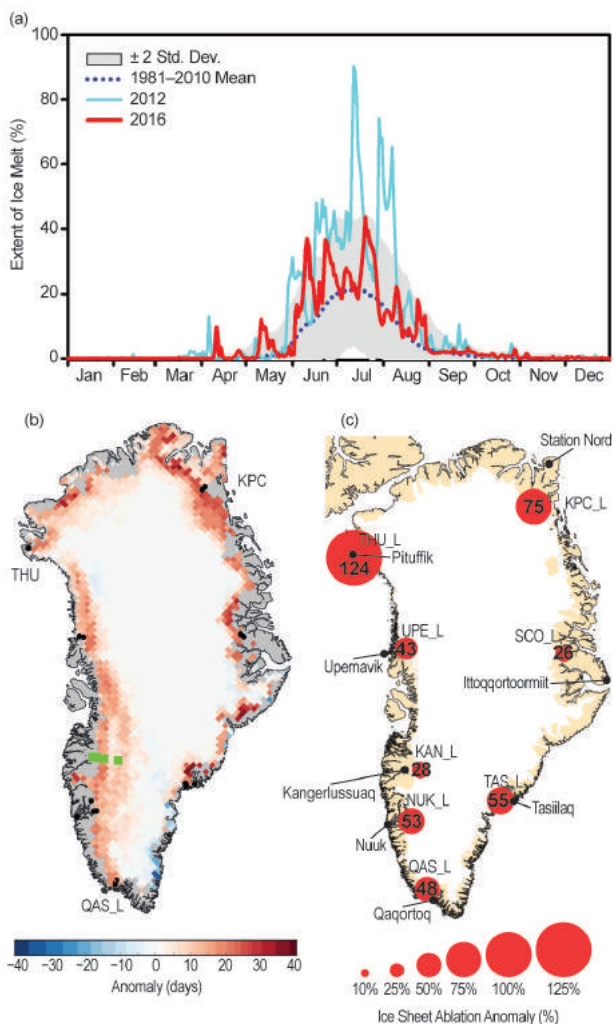 (a)
100
80
60
40
20
0
Extent of Ice Melt (%)
± 2 Std. Dev.
1981–2010 Mean
2012
2016
Jan Feb Mar Apr May Jun Jul Aug Sep Oct Nov Dec
(b)
KPC
THU
QAS_L
−40 −30 −20 −10 0 10 20 30 40
Anomaly (days)
(c)
Station Nord
75
KPC_L
THU_L
Pituffik
124
UPE_L
43
Upernavik
SCO_L
26
Ittoqqortoormiit
KAN_L
28
Kangerlussuaq
TAS_L
55
Tasiilaq
NUK_L
53
Nuuk
QAS_L
48
Qaqortoq
10% 25% 50% 75% 100% 125%
Ice Sheet Ablation Anomaly (%)